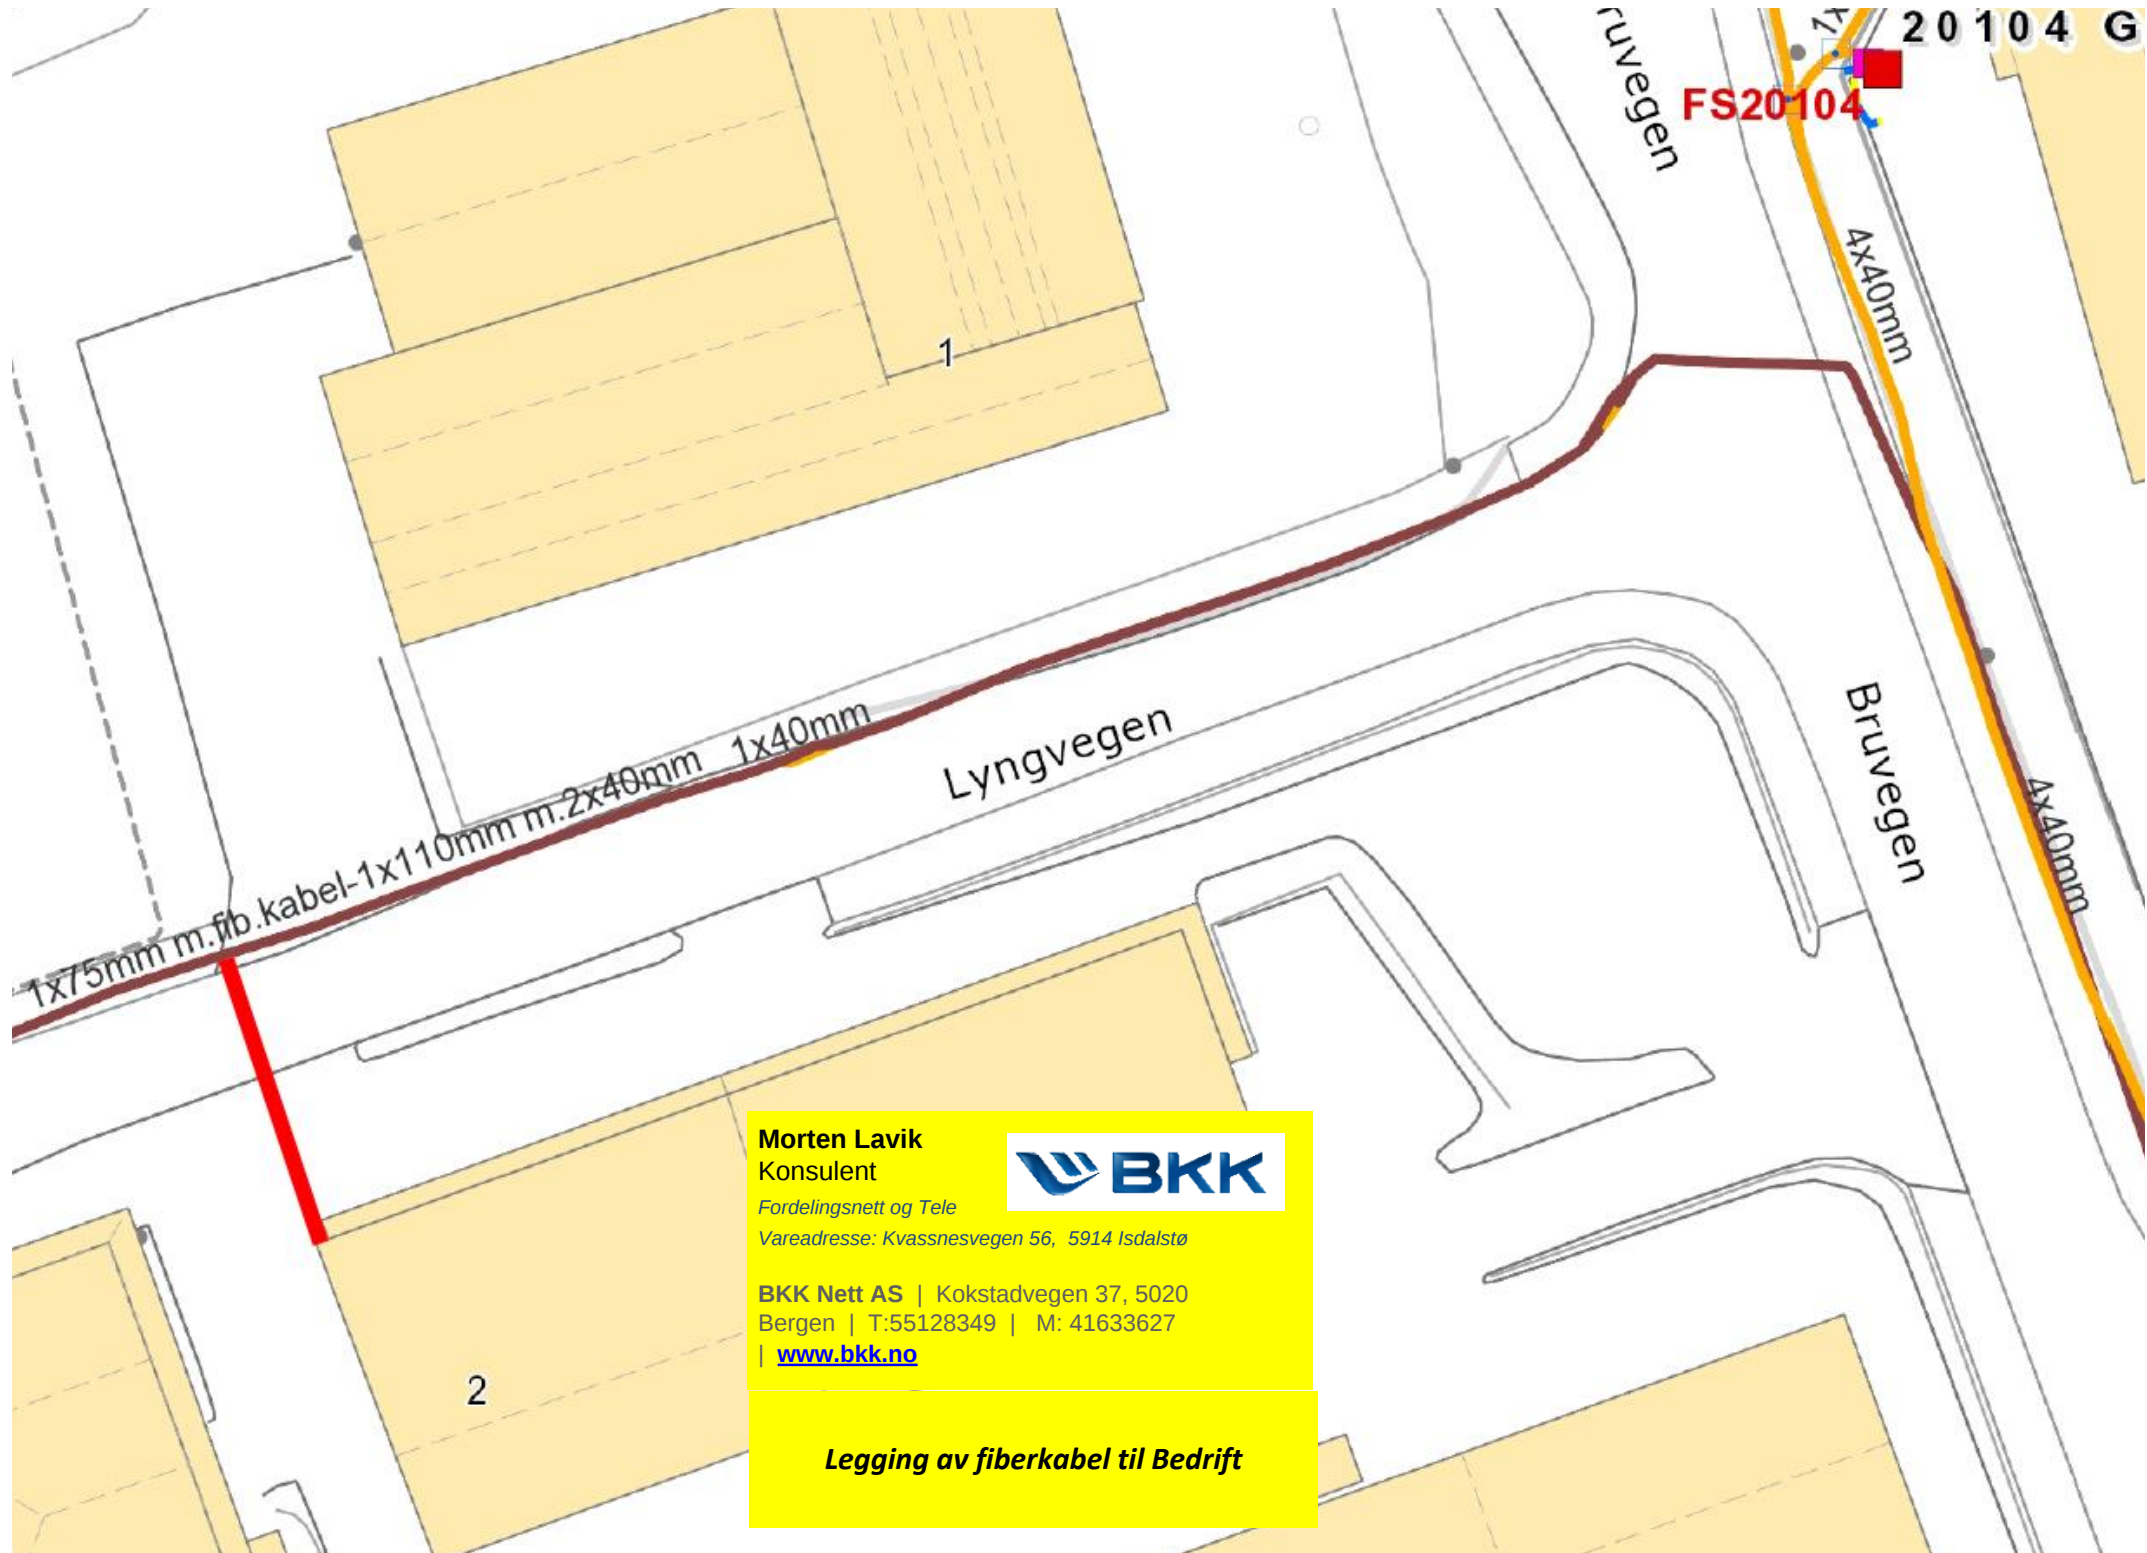 20104 G
ruvegen
FS20104
4x40mm
1
1x75mm m.fib.kabel-1x110mm m.2x40mm 1x40mm
Lyngvegen
Bruvegen
4x40mm
Morten Lavik
Konsulent
BKK
Fordelingsnett og Tele
Vareadresse: Kvassnesvegen 56, 5914 Isdalstø
BKK Nett AS | Kokstadvegen 37, 5020
Bergen | T:55128349 | M: 41633627
| www.bkk.no
2
Legging av fiberkabel til Bedrift